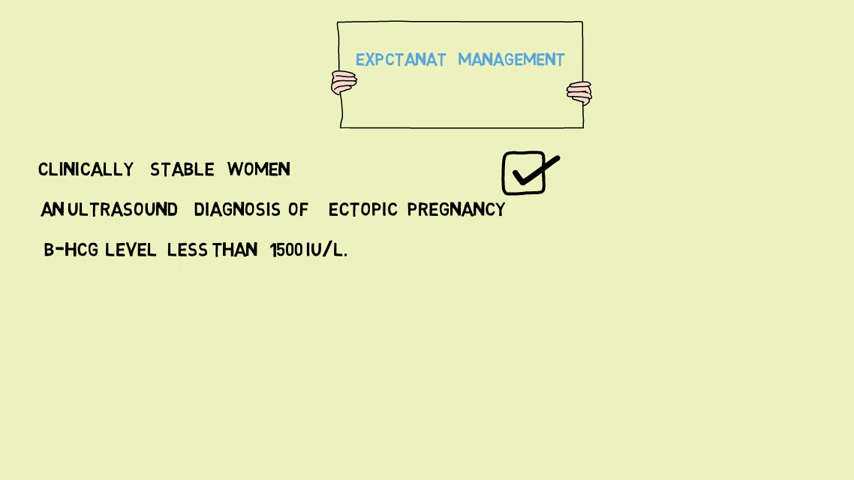 EXPCTANAT MANAGEMENT
CLINICALLY STABLE WOMEN
AN ULTRASOUND DIAGNOSIS OF ECTOPIC PREGNANCY
B-HCG LEVEL LESS THAN 1500 IU/L.